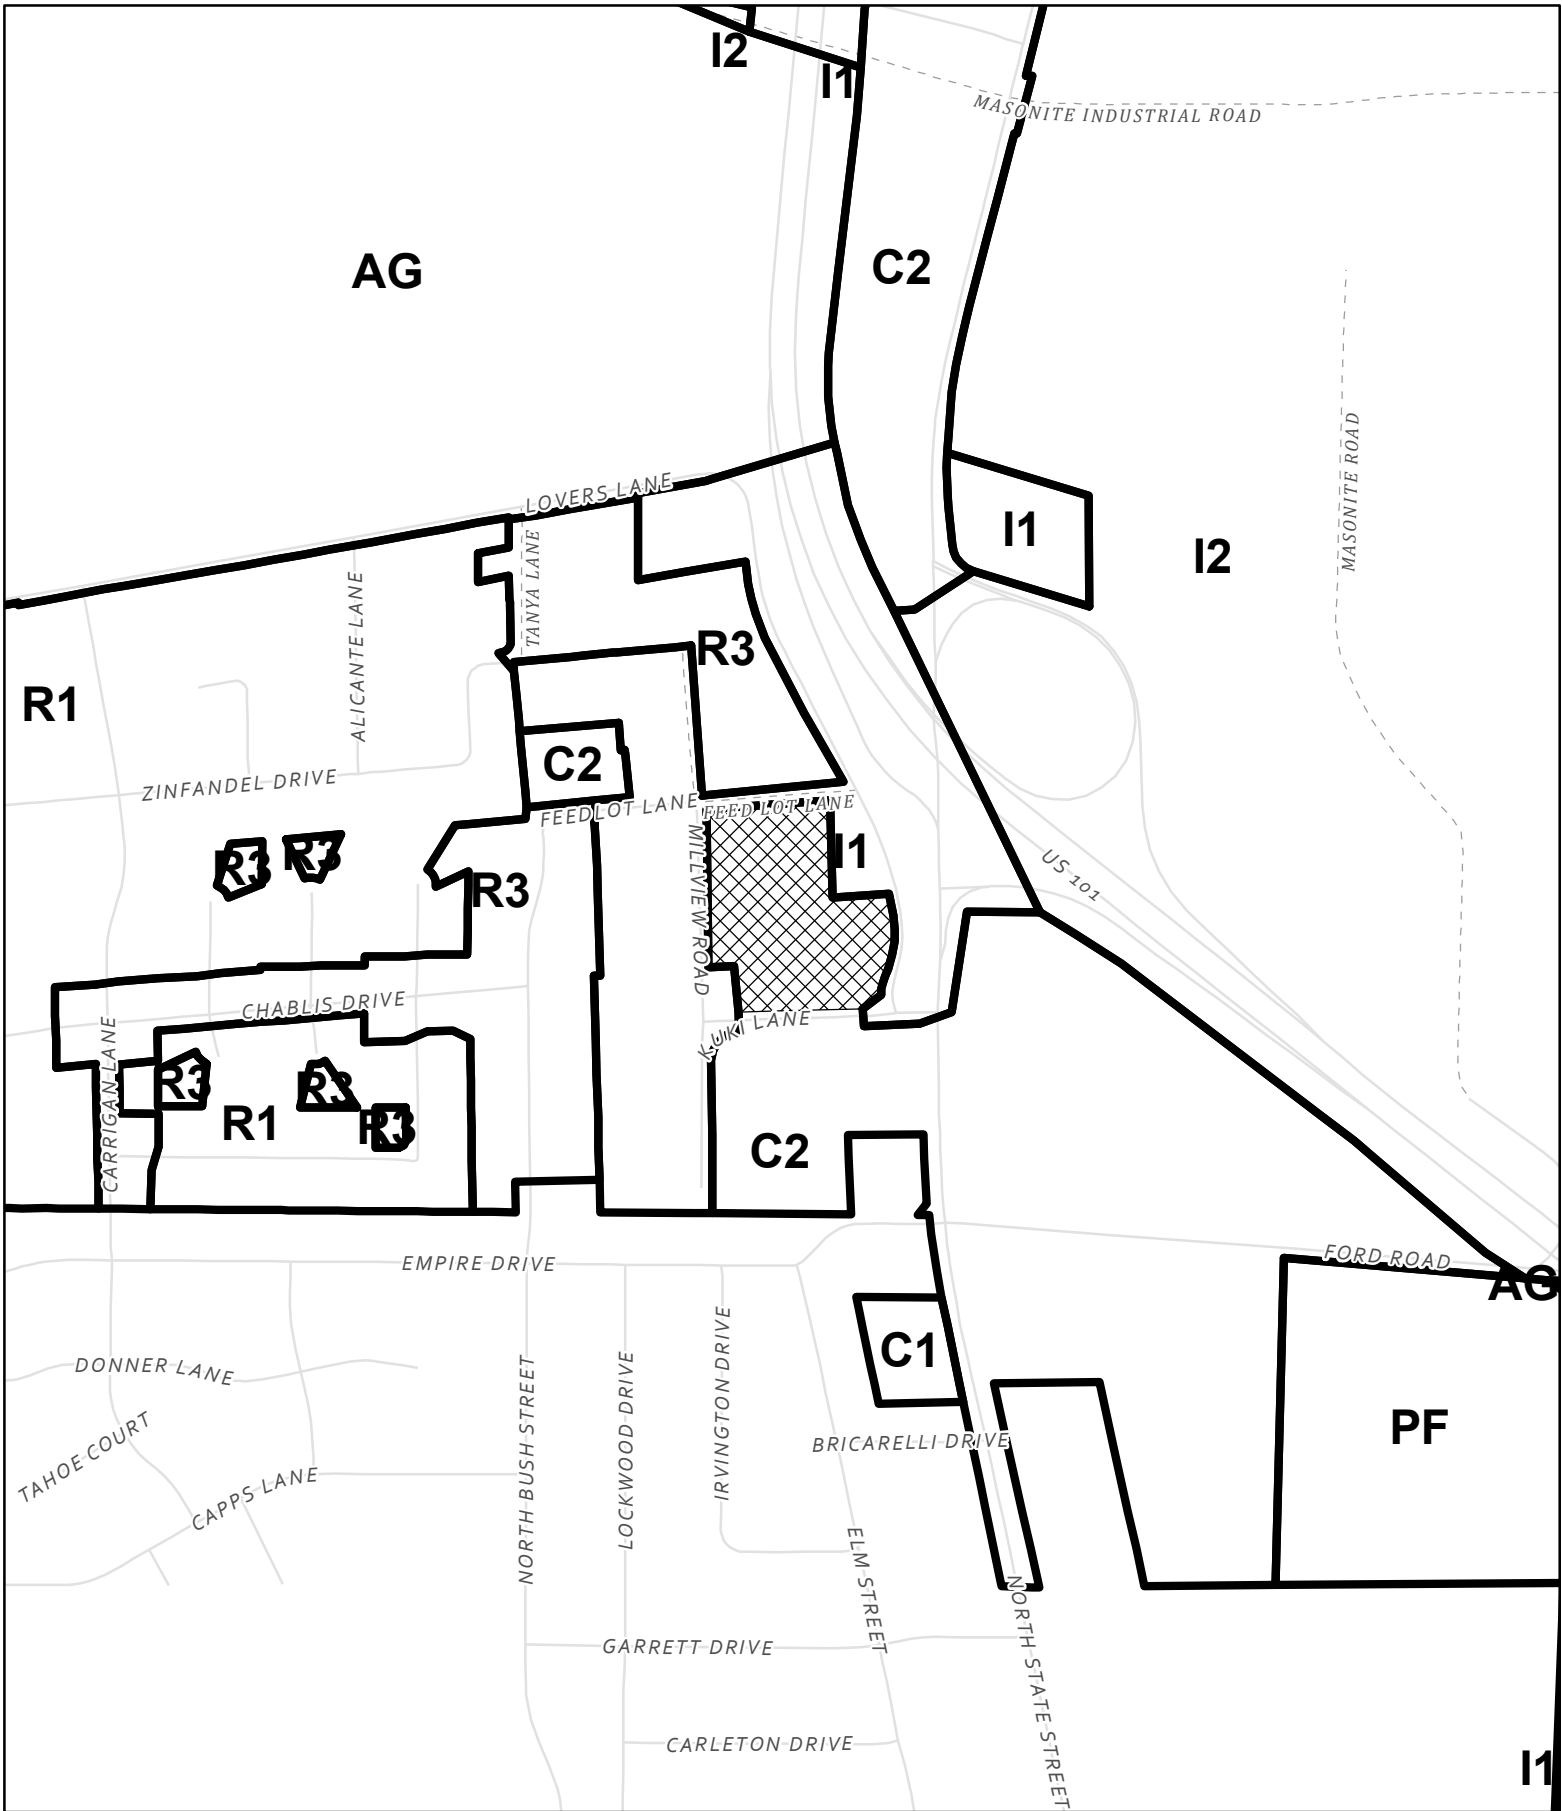 I2
I1
MASONITE INDUSTRIAL ROAD
AG
C2
MASONITE ROAD
LOVERS LANE
I1
I2
TANYA LANE
ALICANTE LANE
R3
R1
C2
ZINFANDEL DRIVE
FEEDLOT LANE
FEED LOT LANE
MILLVIEW ROAD
I1
R3
R3
US 101
R3
CHABLIS DRIVE
KUKI LANE
CARRIGAN LANE
R3
R3
R1
R3
C2
EMPIRE DRIVE
FORD ROAD
AG
C1
DONNER LANE
NORTH BUSH STREET
LOCKWOOD DRIVE
IRVINGTON DRIVE
PF
TAHOE COURT
BRICARELLI DRIVE
CAPPS LANE
ELM STREET
NORTH STATE STREET
GARRETT DRIVE
CARLETON DRIVE
I1